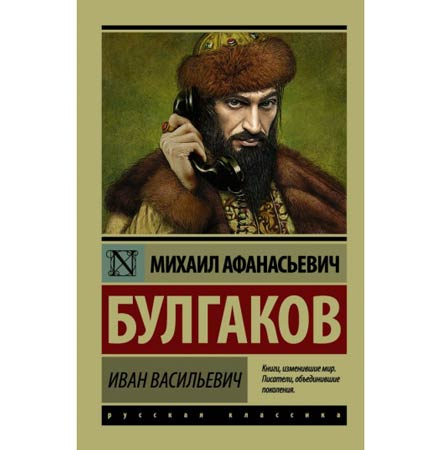 МИХАИЛ АФАНАСЬЕВИЧ
БУЛГАКОВ
ИВАН ВАСИЛЬЕВИЧ
Книги, изменившие мир.
Писатели, объединившие
поколения.
русская классика